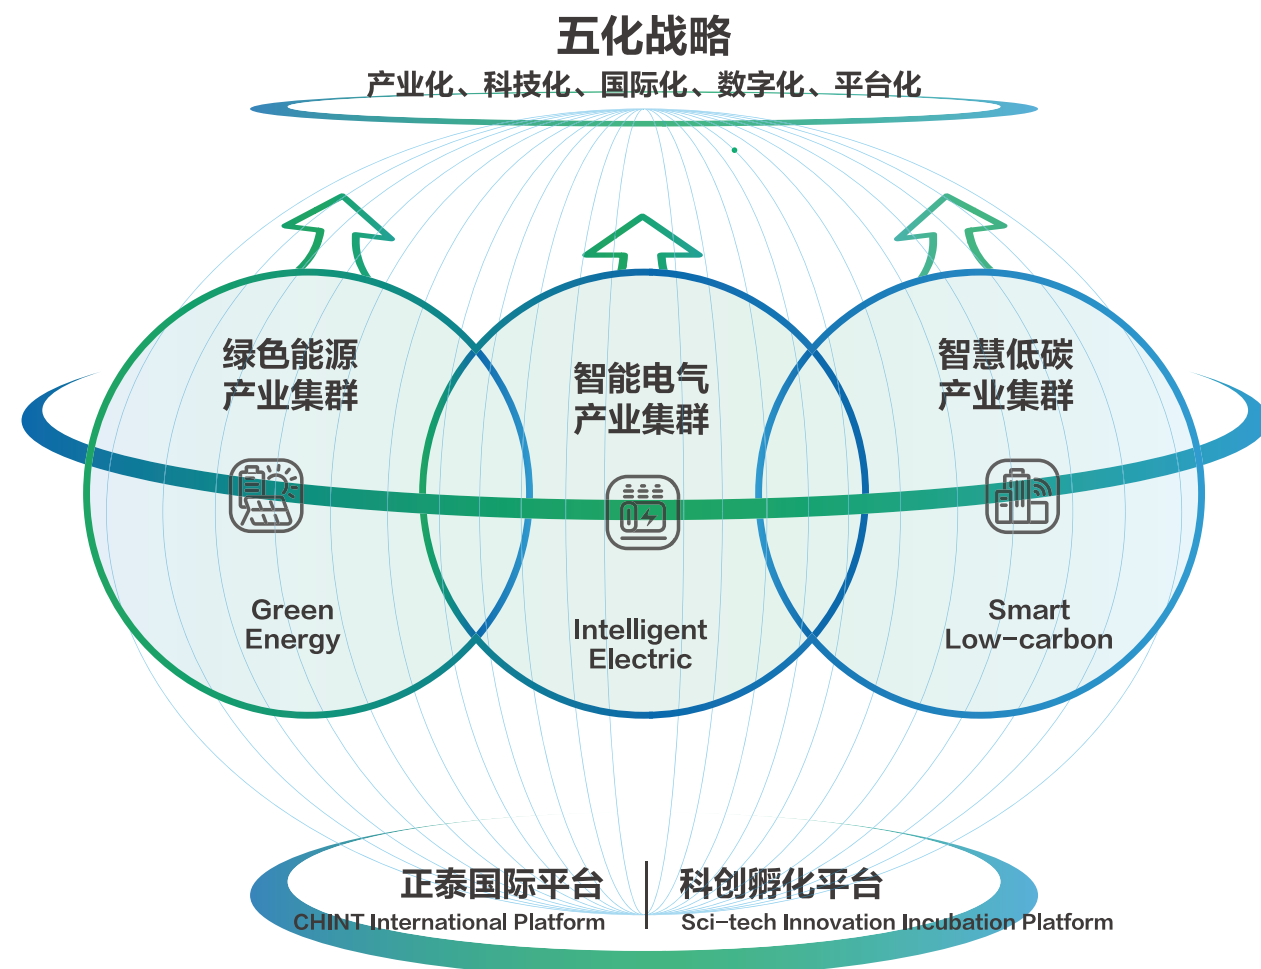 五化战略
产业化、科技化、国际化、数字化、平台化
绿色能源
产业集群
Green
Energy
智能电气
产业集群
Intelligent
Electric
智慧低碳
产业集群
Smart
Low-carbon
正泰国际平台
CHINT International Platform
科创孵化平台
Sci-tech Innovation Incubation Platform